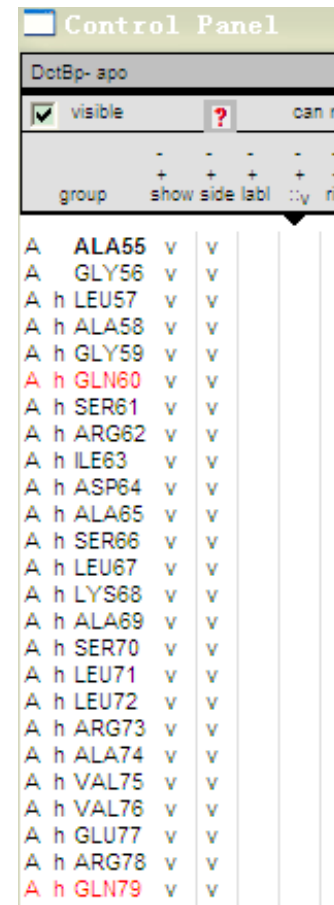 Control Panel
DctBp- apo
visible ? can
- - - -
+ + + +
group show side labl ::v
A ALA55 v v
A GLY56 v v
A h LEU57 v v
A h ALA58 v v
A h GLY59 v v
A h GLN60 v v
A h SER61 v v
A h ARG62 v v
A h ILE63 v v
A h ASP64 v v
A h ALA65 v v
A h SER66 v v
A h LEU67 v v
A h LYS68 v v
A h ALA69 v v
A h SER70 v v
A h LEU71 v v
A h LEU72 v v
A h ARG73 v v
A h ALA74 v v
A h VAL75 v v
A h VAL76 v v
A h GLU77 v v
A h ARG78 v v
A h GLN79 v v